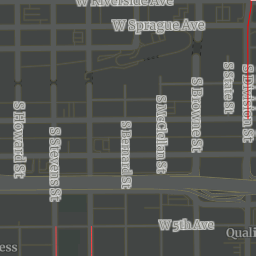 W Riverside Ave
W Sprague Ave
S Howard St
S Stevens St
S Bernard St
S McClellan St
S Browne St
S State St
S Division St
W 5th Ave
Quali
ess